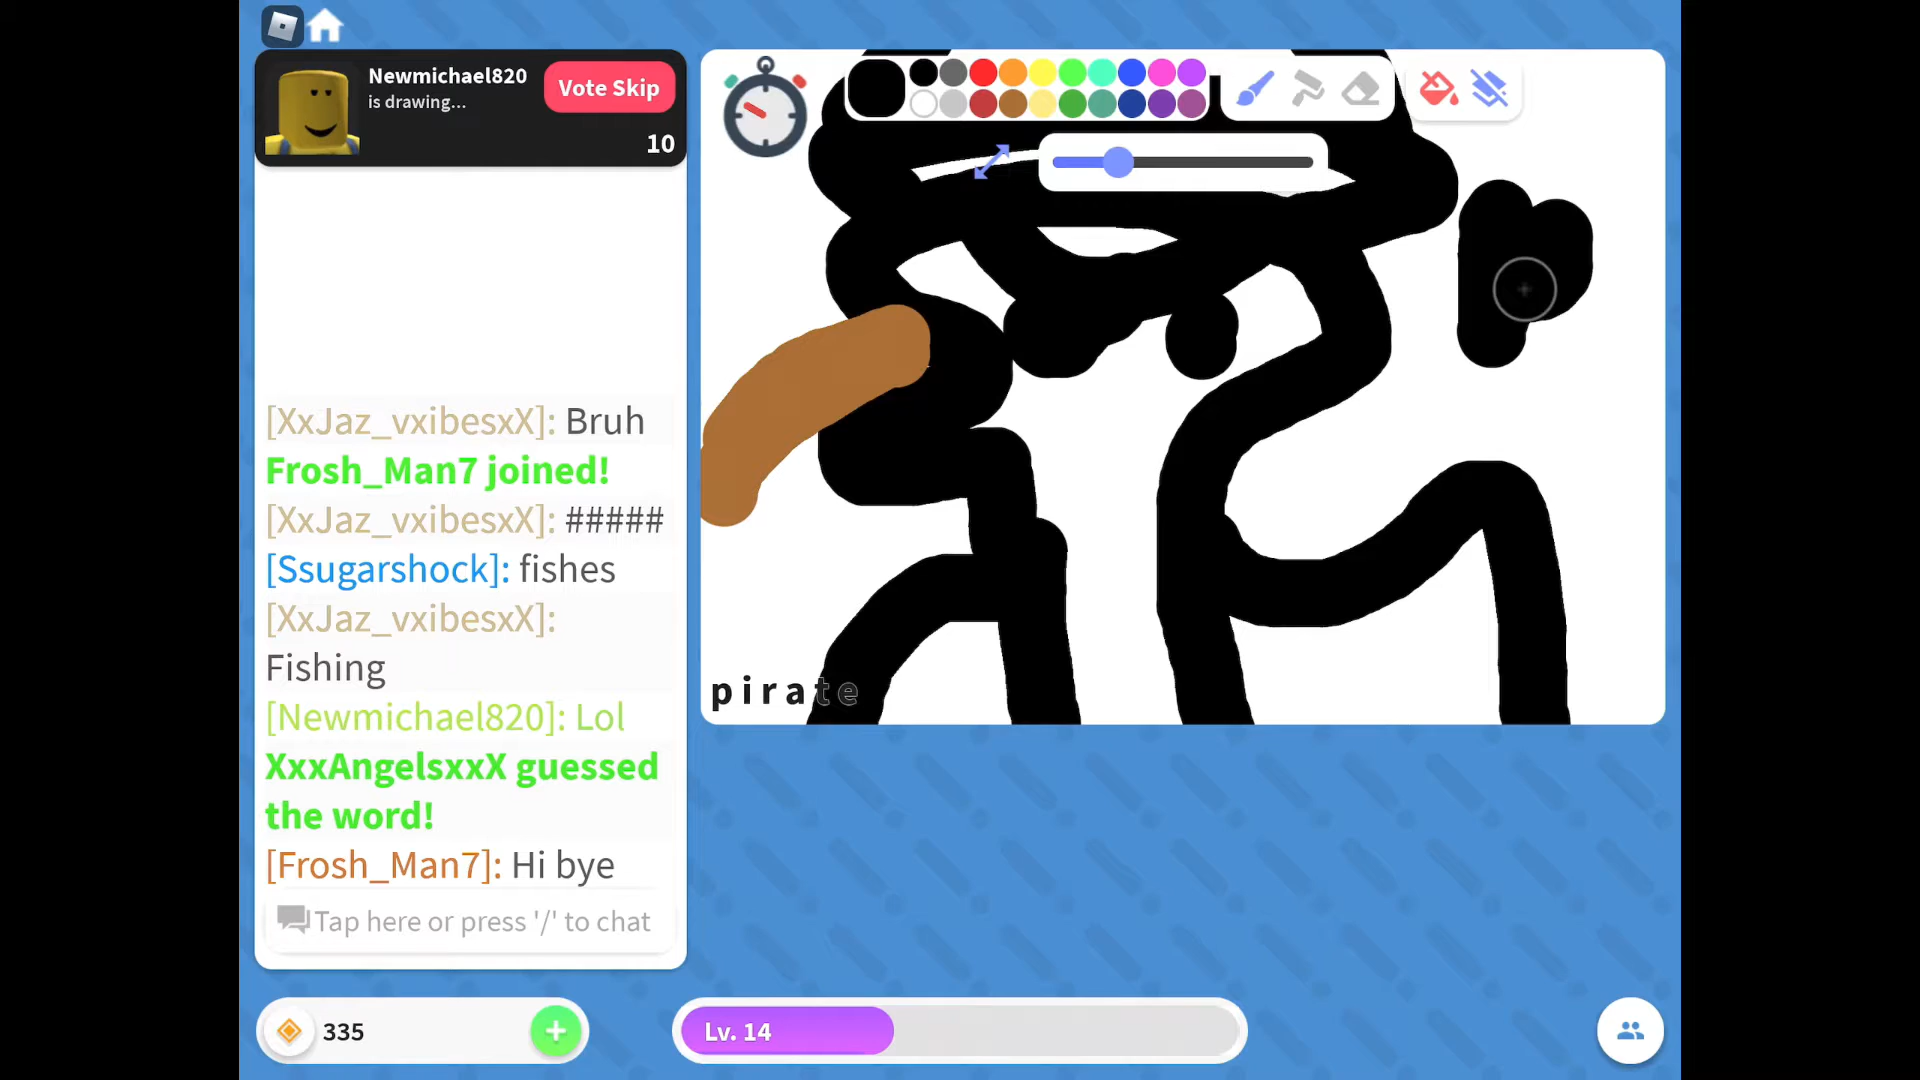 Newmichael820
is drawing...
Vote Skip
10
[XxJaz_vxibesxX]: Bruh
Frosh_Man7 joined!
[XxJaz_vxibesxX]: #####
[Ssugarshock]: fishes
[XxJaz_vxibesxX]:
Fishing
[Newmichael820]: Lol
XxxAngelsxxX guessed
the word!
[Frosh_Man7]: Hi bye
Tap here or press '/' to chat
pirate
335
Lv. 14